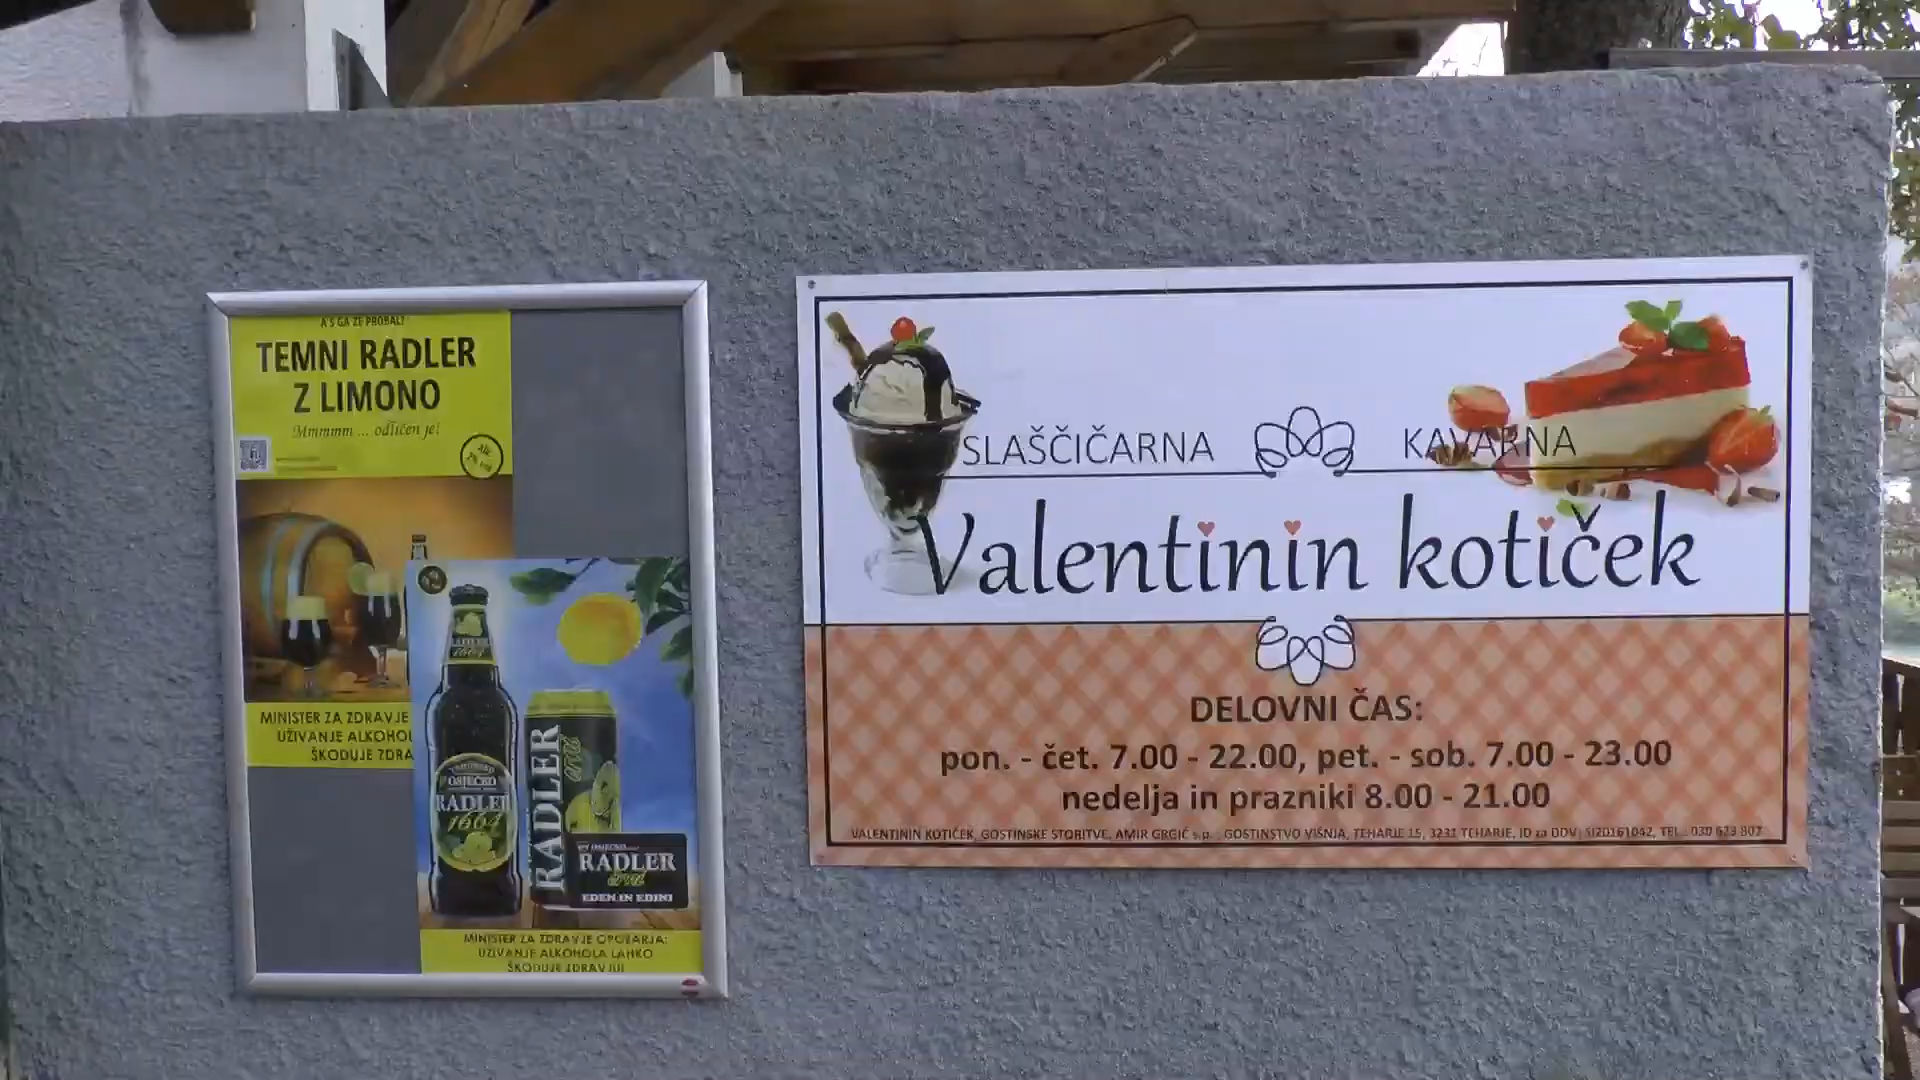 A S GA ŽE PROBAL?
TEMNI RADLER
Z LIMONO
Mmmmm ... odličen je!
MINISTER ZA ZDRAVJE
UŽIVANJE ALKOHOL
ŠKODUJE ZDRA
RADLER
1664
OSJEČKO
RADLER
1664
RADLER
RADLER
EDEN IN EDINI
MINISTER ZA ZDRAVJE OPOZARJA:
UŽIVANJE ALKOHOLA LAHKO
ŠKODUJE ZDRAVJU!
SLAŠČIČARNA KAVARNA
Valentinin kotiček
DELOVNI ČAS:
pon. - čet. 7.00 - 22.00, pet. - sob. 7.00 - 23.00
nedelja in prazniki 8.00 - 21.00
VALENTININ KOTIČEK, GOSTINSKE STORITVE, AMIR GRGIĆ s.p., GOSTINSTVO VIŠNJA, TEHARJE 15, 3221 TEHARJE, ID za DDV: SI20161042, TEL.: 030 623 807